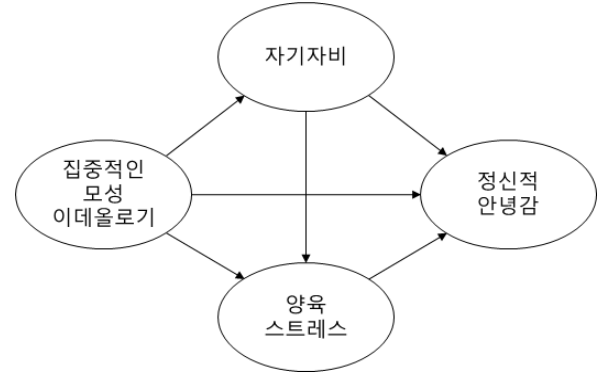 자기자비
집중적인
모성
이데올로기
정신적
안녕감
양육
스트레스